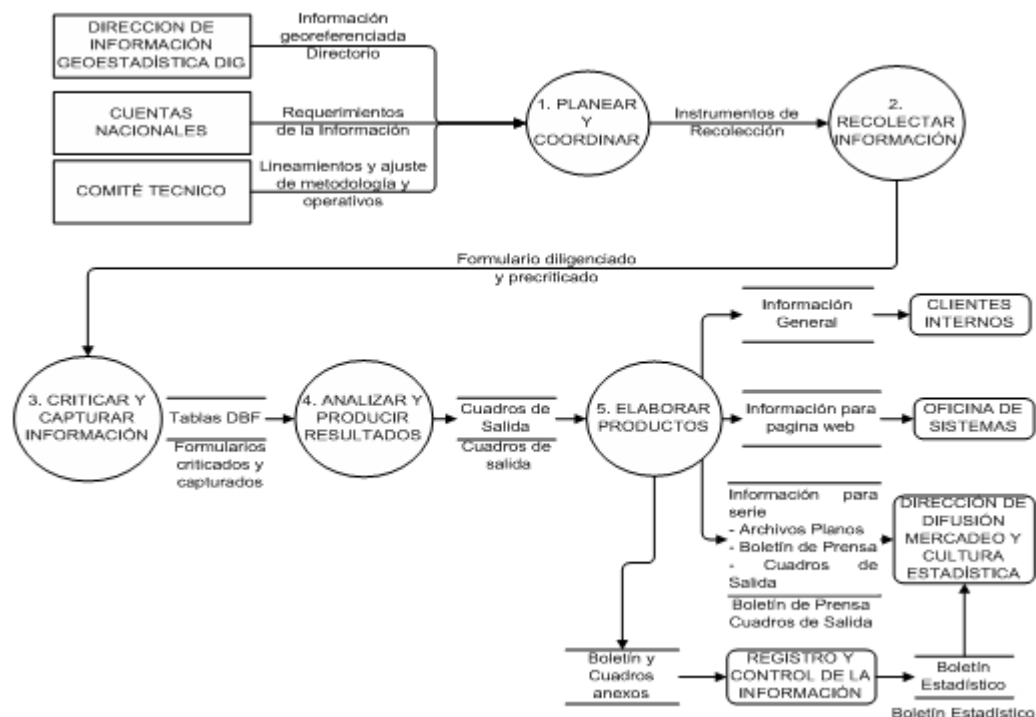 DIRECCION DE
INFORMACIÓN
GEOESTADÍSTICA DIG
Información
georeferenciada
Directorio
CUENTAS
NACIONALES
Requerimientos
de la Información
COMITÉ TECNICO
Lineamientos y ajuste
de metodología y
operativos
1. PLANEAR
Y
COORDINAR
Instrumentos de
Recolección
2.
RECOLECTAR
INFORMACIÓN
Formulario diligenciado
y precriticado
3. CRITICAR Y
CAPTURAR
INFORMACIÓN
Tablas DBF
Formularios
criticados y
capturados
4. ANALIZAR Y
PRODUCIR
RESULTADOS
Cuadros de
Salida
Cuadros de
salida
5. ELABORAR
PRODUCTOS
Información
General
CLIENTES
INTERNOS
Información para
pagina web
OFICINA DE
SISTEMAS
Información para
serie
- Archivos Planos
- Boletín de Prensa
- Cuadros de
Salida
Boletín de Prensa
Cuadros de Salida
DIRECCIÓN DE
DIFUSIÓN
MERCADEO Y
CULTURA
ESTADÍSTICA
Boletín y
Cuadros
anexos
REGISTRO Y
CONTROL DE LA
INFORMACIÓN
Boletín
Estadístico
Boletín Estadístico